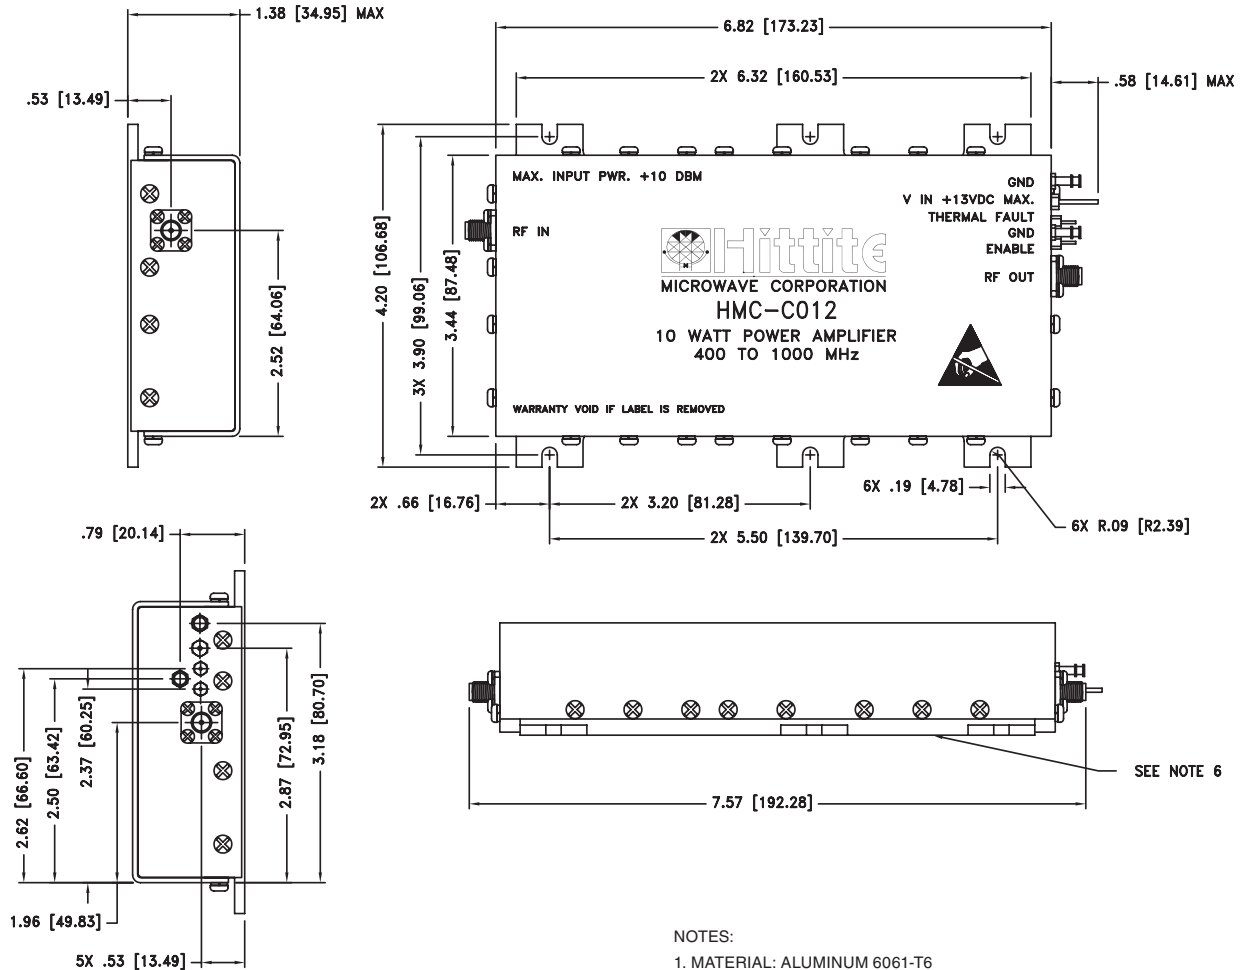 1.38 [34.95] MAX
.53 [13.49]
2.52 [64.06]
6.82 [173.23]
2X 6.32 [160.53]
.58 [14.61] MAX
4.20 [106.68]
3X 3.90 [99.06]
3.44 [87.48]
MAX. INPUT PWR. +10 DBM
RF IN
GND
V IN +13VDC MAX.
THERMAL FAULT
GND
ENABLE
RF OUT
Hittite
MICROWAVE CORPORATION
HMC-C012
10 WATT POWER AMPLIFIER
400 TO 1000 MHz
WARRANTY VOID IF LABEL IS REMOVED
2X .66 [16.76]
2X 3.20 [81.28]
6X .19 [4.78]
2X 5.50 [139.70]
6X R.09 [R2.39]
.79 [20.14]
2.62 [66.60]
2.50 [63.42]
2.37 [60.25]
2.87 [72.95]
3.18 [80.70]
1.96 [49.83]
5X .53 [13.49]
SEE NOTE 6
7.57 [192.28]
NOTES:
1. MATERIAL: ALUMINUM 6061-T6